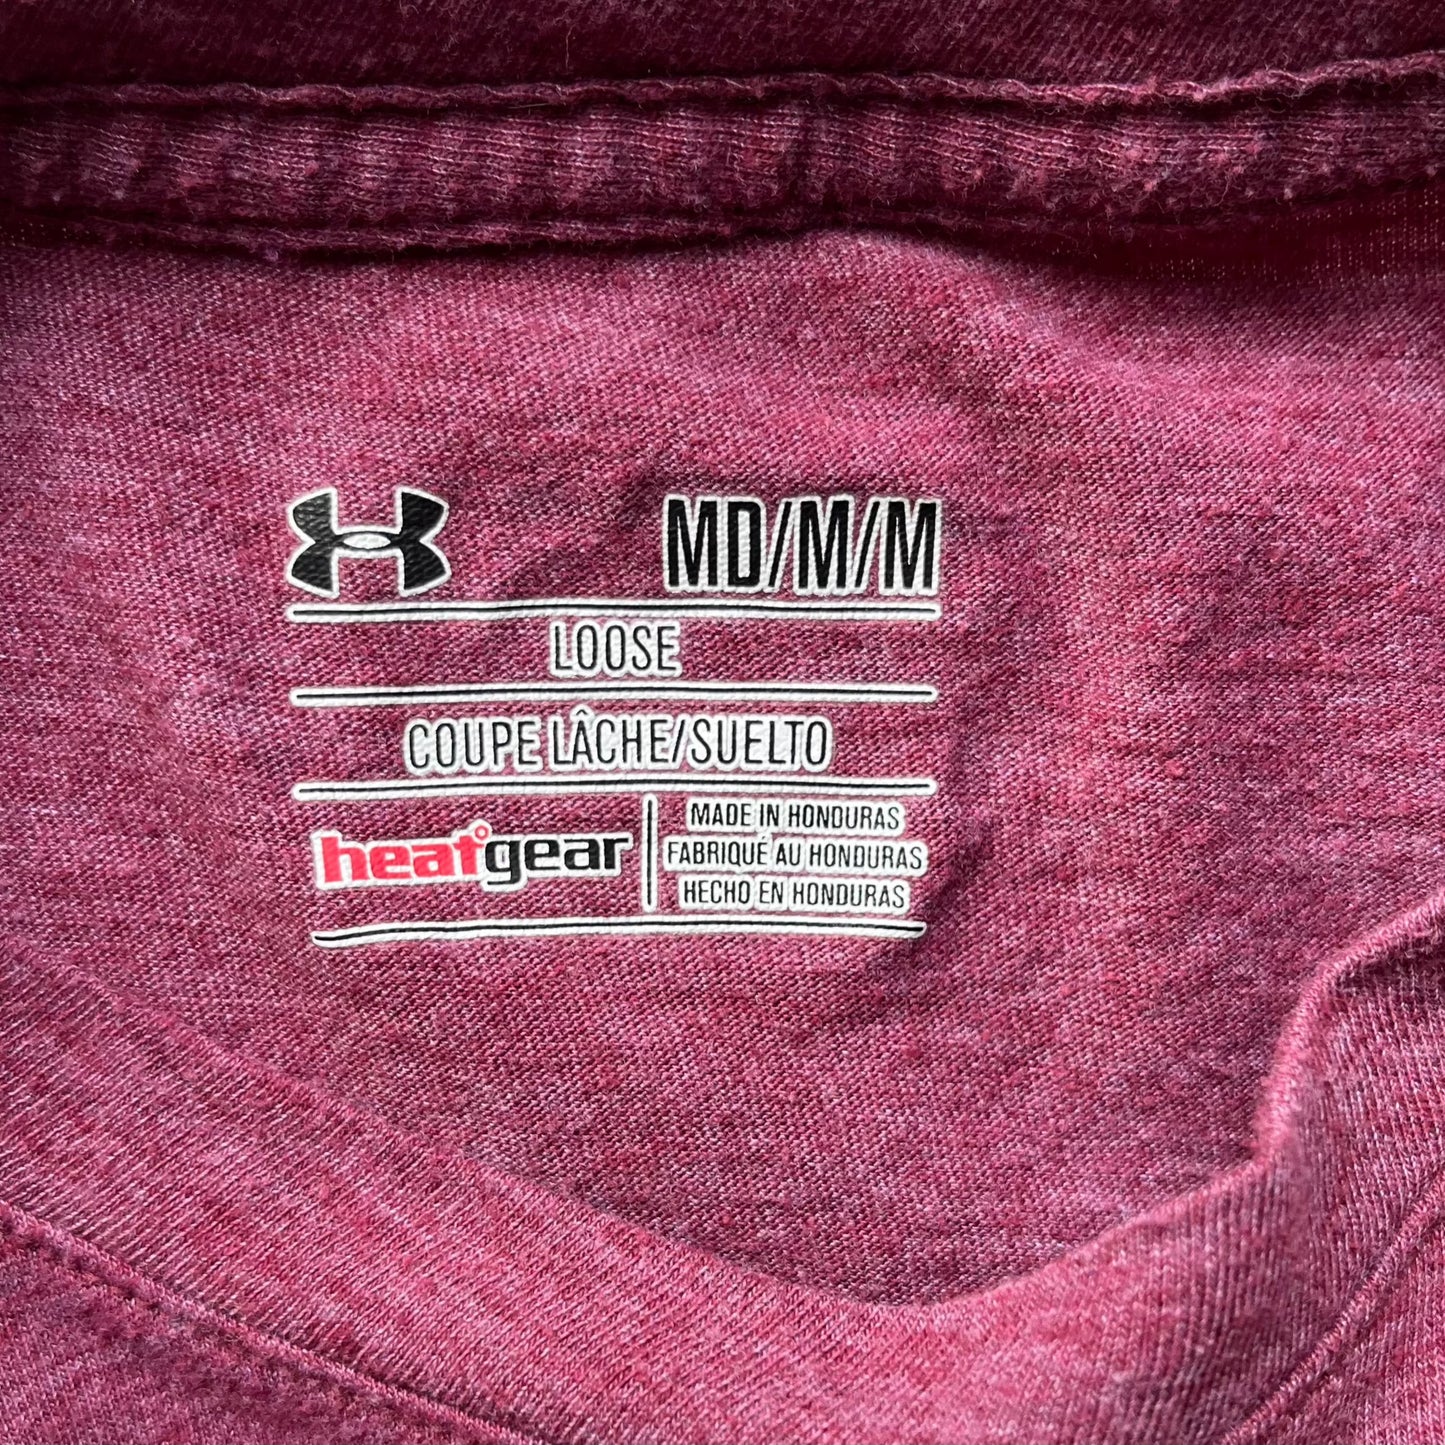 MD/M/M
LOOSE
COUPE LÂCHE/SUELTO
heatgear
MADE IN HONDURAS
FABRIQUÉ AU HONDURAS
HECHO EN HONDURAS